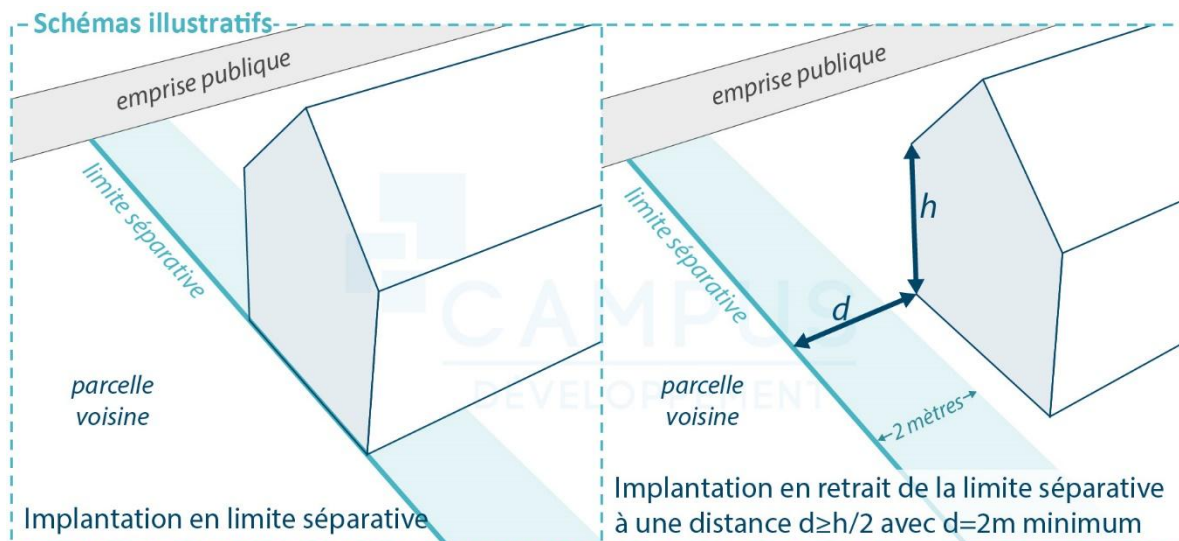 Schémas illustratifs
emprise publique
limite séparative
parcelle
voisine
Implantation en limite séparative
emprise publique
limite séparative
h
d
parcelle
voisine
2 mètres
Implantation en retrait de la limite séparative
à une distance d≥h/2 avec d=2m minimum
CAMPUS
DÉVELOPPEMENT